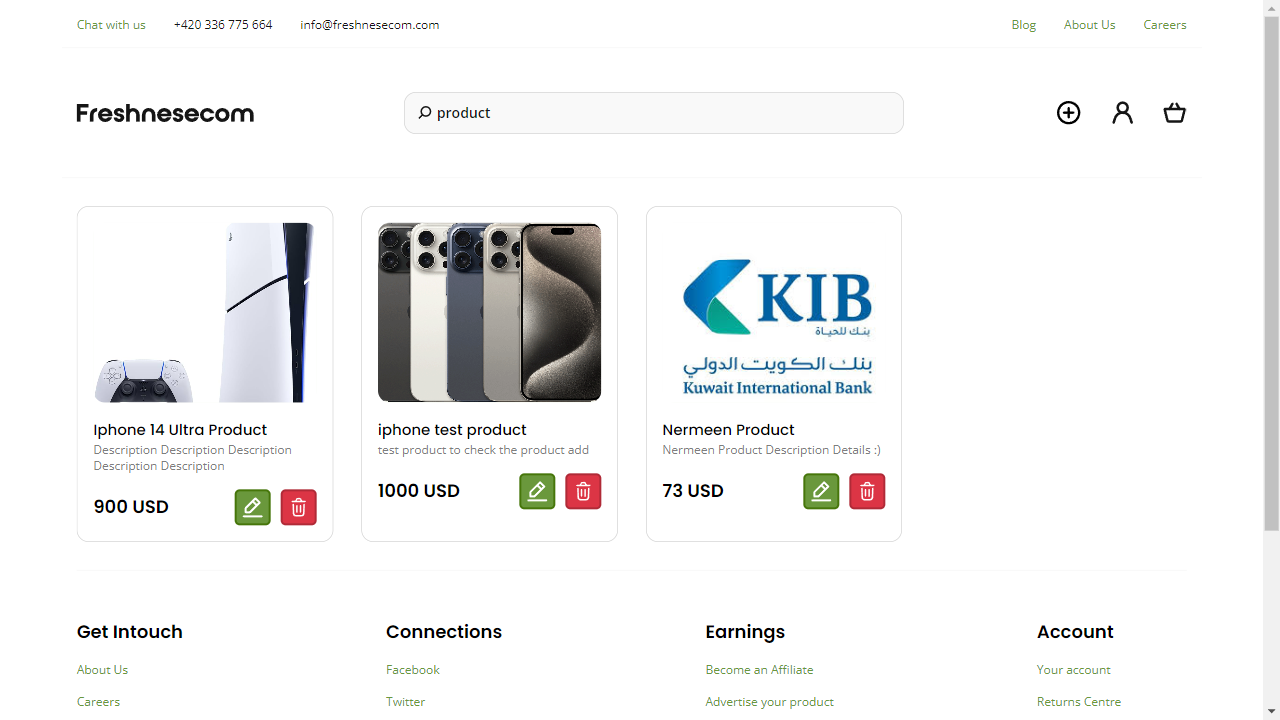 Chat with us
+420 336 775 664
info@freshnesecom.com
Blog
About Us
Careers
Freshnesecom
product
KIB
بنك للحياة
بنك الكويت الدولي
Kuwait International Bank
Iphone 14 Ultra Product
Description Description Description
Description Description
900 USD
iphone test product
test product to check the product add
1000 USD
Nermeen Product
Nermeen Product Description Details :)
73 USD
Get Intouch
About Us
Careers
Connections
Facebook
Twitter
Earnings
Become an Affiliate
Advertise your product
Account
Your account
Returns Centre